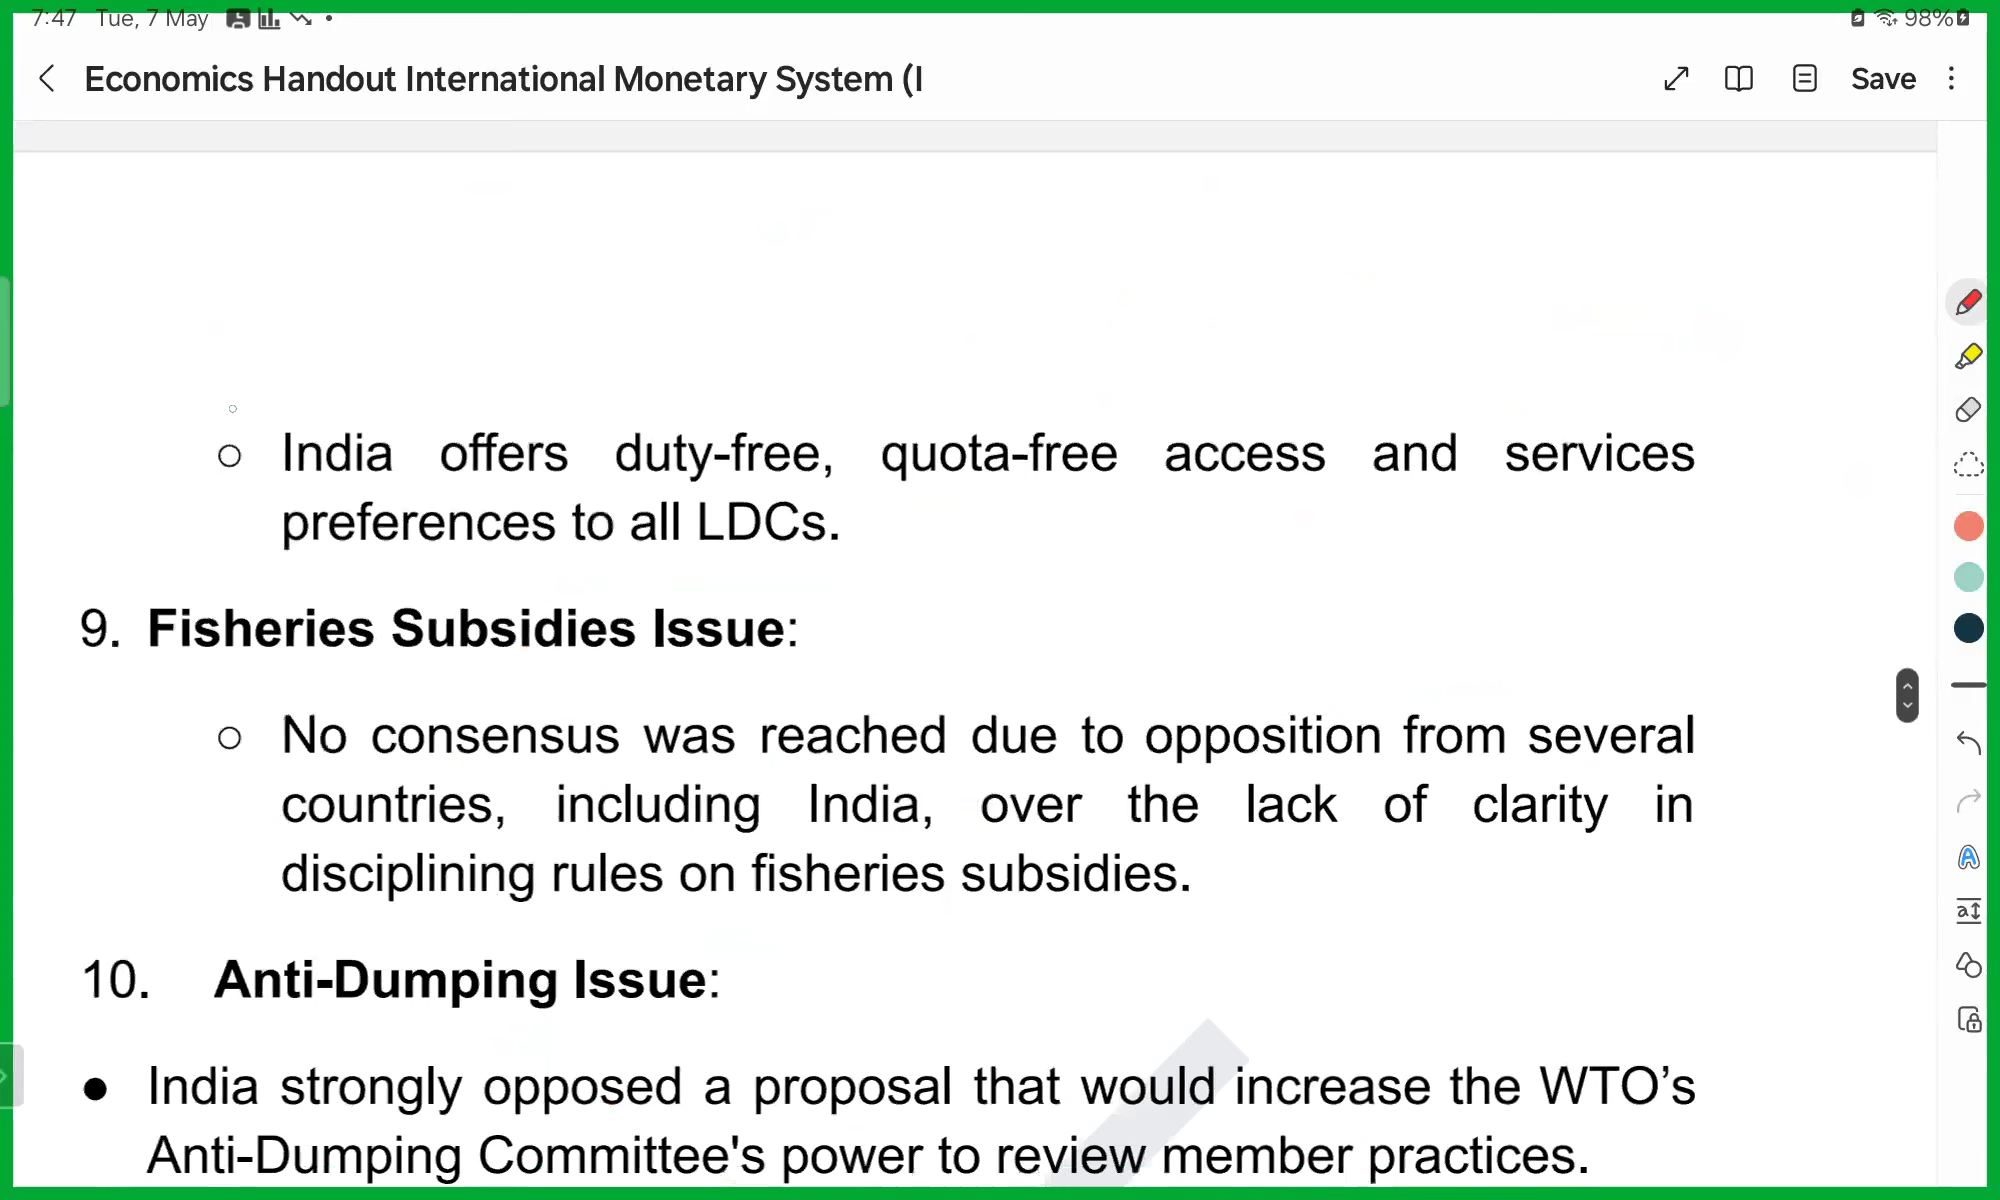 7:47 Tue, 7 May
98%
Economics Handout International Monetary System (I
Save
○ India offers duty-free, quota-free access and services
preferences to all LDCs.
9. Fisheries Subsidies Issue:
○ No consensus was reached due to opposition from several
countries, including India, over the lack of clarity in
disciplining rules on fisheries subsidies.
10. Anti-Dumping Issue:
● India strongly opposed a proposal that would increase the WTO’s
Anti-Dumping Committee's power to review member practices.